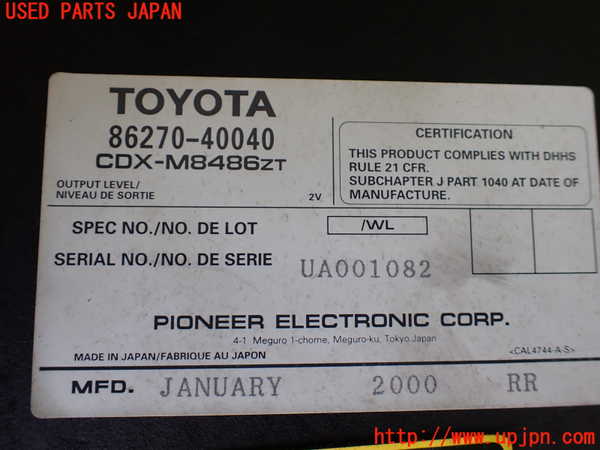 USED PARTS JAPAN
TOYOTA
86270-40040
CDX-M8486ZT
OUTPUT LEVEL/
NIVEAU DE SORTIE
2V
CERTIFICATION
THIS PRODUCT COMPLIES WITH DHHS
RULE 21 CFR.
SUBCHAPTER J PART 1040 AT DATE OF
MANUFACTURE.
SPEC NO./NO. DE LOT
/WL
SERIAL NO./NO. DE SERIE
UA001082
PIONEER ELECTRONIC CORP.
4-1 Meguro 1-chome, Meguro-ku, Tokyo Japan
MADE IN JAPAN/FABRIQUE AU JAPON
<CAL4744-A-S>
MFD. JANUARY 2000 RR
http://www.upjpn.com/